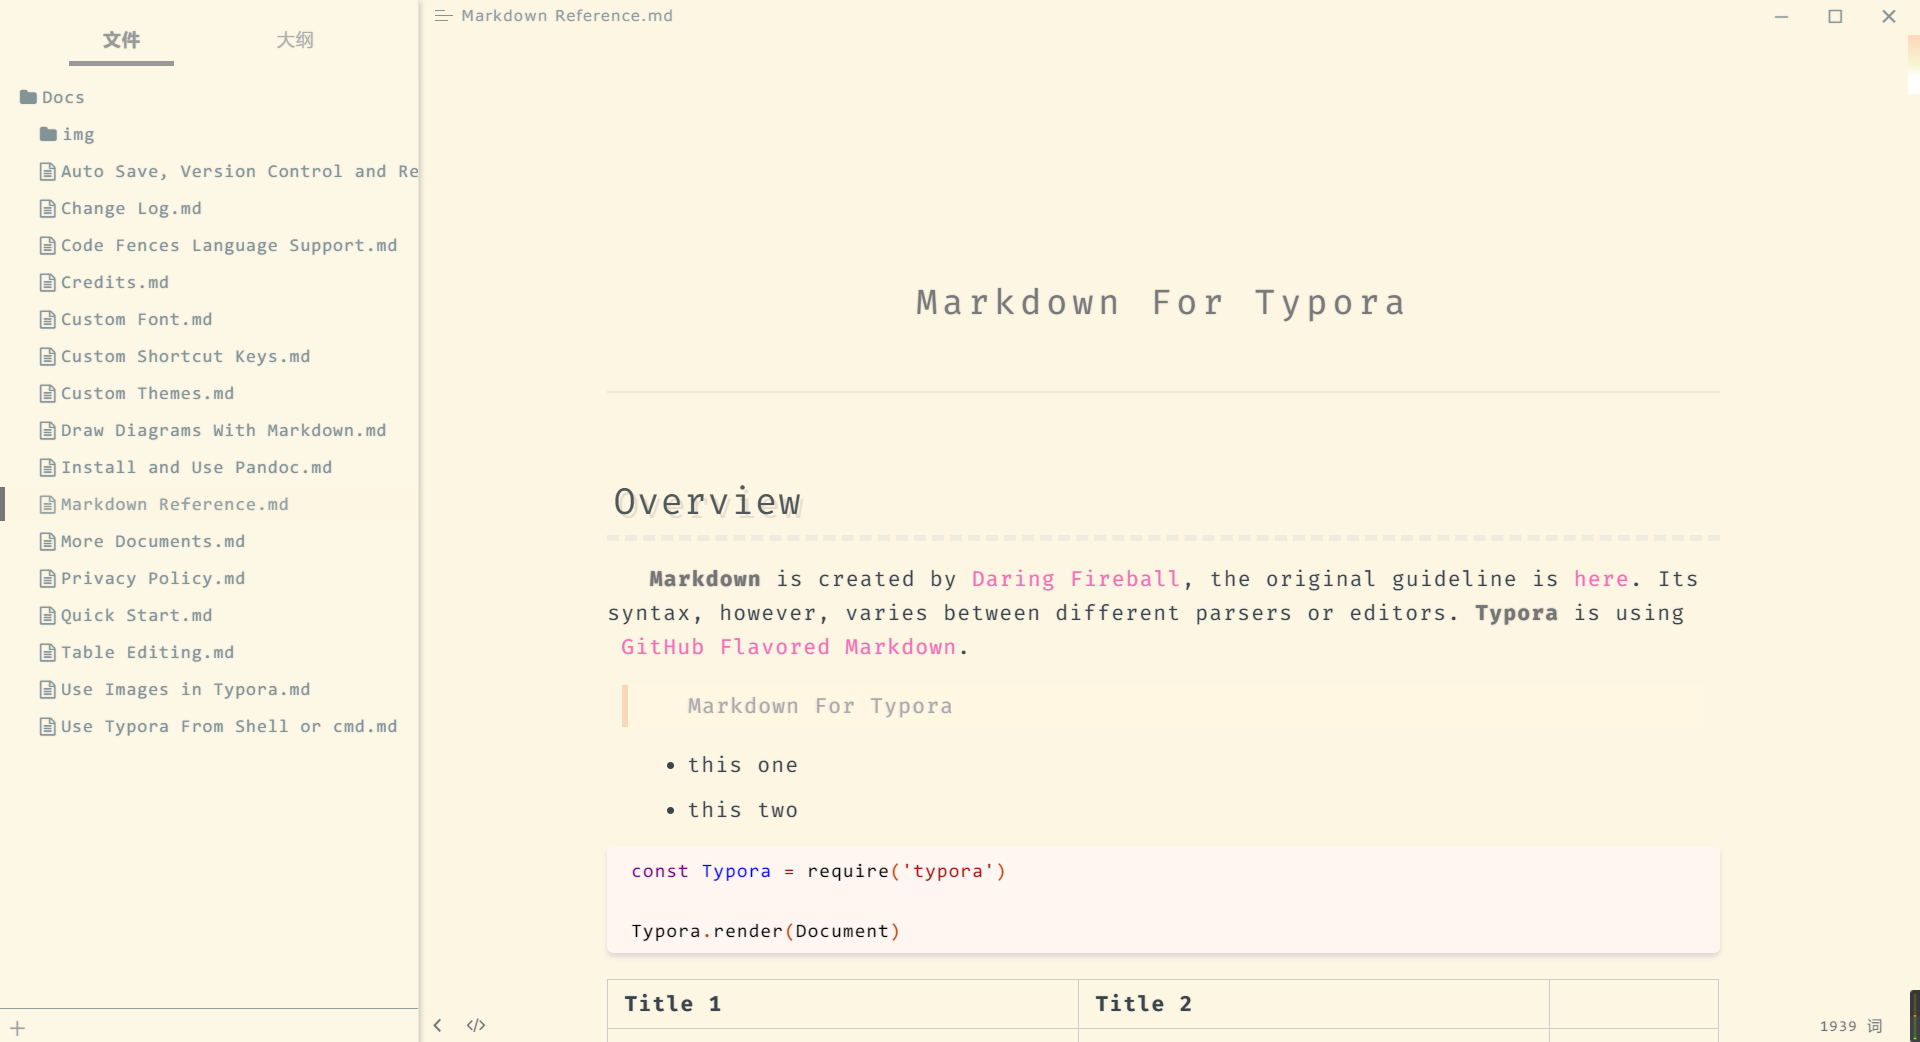 文件 大纲
Docs
img
Auto Save, Version Control and Re
Change Log.md
Code Fences Language Support.md
Credits.md
Custom Font.md
Custom Shortcut Keys.md
Custom Themes.md
Draw Diagrams With Markdown.md
Install and Use Pandoc.md
Markdown Reference.md
More Documents.md
Privacy Policy.md
Quick Start.md
Table Editing.md
Use Images in Typora.md
Use Typora From Shell or cmd.md
Markdown Reference.md
Markdown For Typora
Overview
Markdown is created by Daring Fireball, the original guideline is here. Its
syntax, however, varies between different parsers or editors. Typora is using
GitHub Flavored Markdown.
Markdown For Typora
• this one
• this two
const Typora = require('typora')
Typora.render(Document)
Title 1 Title 2
1939 词